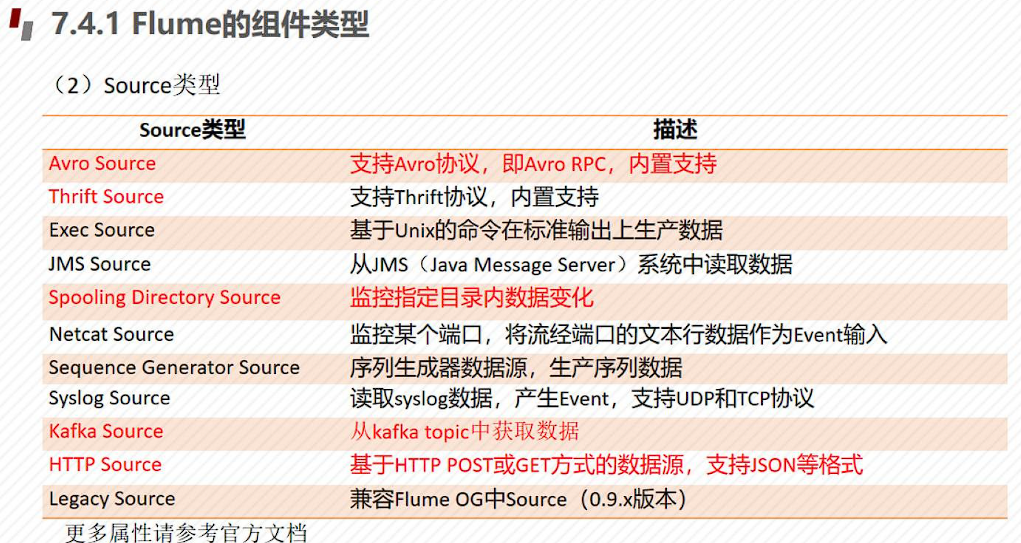 7.4.1 Flume的组件类型
（2）Source类型
Source类型 描述
Avro Source 支持Avro协议，即Avro RPC，内置支持
Thrift Source 支持Thrift协议，内置支持
Exec Source 基于Unix的命令在标准输出上生产数据
JMS Source 从JMS（Java Message Server）系统中读取数据
Spooling Directory Source 监控指定目录内数据变化
Netcat Source 监控某个端口，将流经端口的文本行数据作为Event输入
Sequence Generator Source 序列生成器数据源，生产序列数据
Syslog Source 读取syslog数据，产生Event，支持UDP和TCP协议
Kafka Source 从kafka topic中获取数据
HTTP Source 基于HTTP POST或GET方式的数据源，支持JSON等格式
Legacy Source 兼容Flume OG中Source（0.9.x版本）
更多属性请参考官方文档